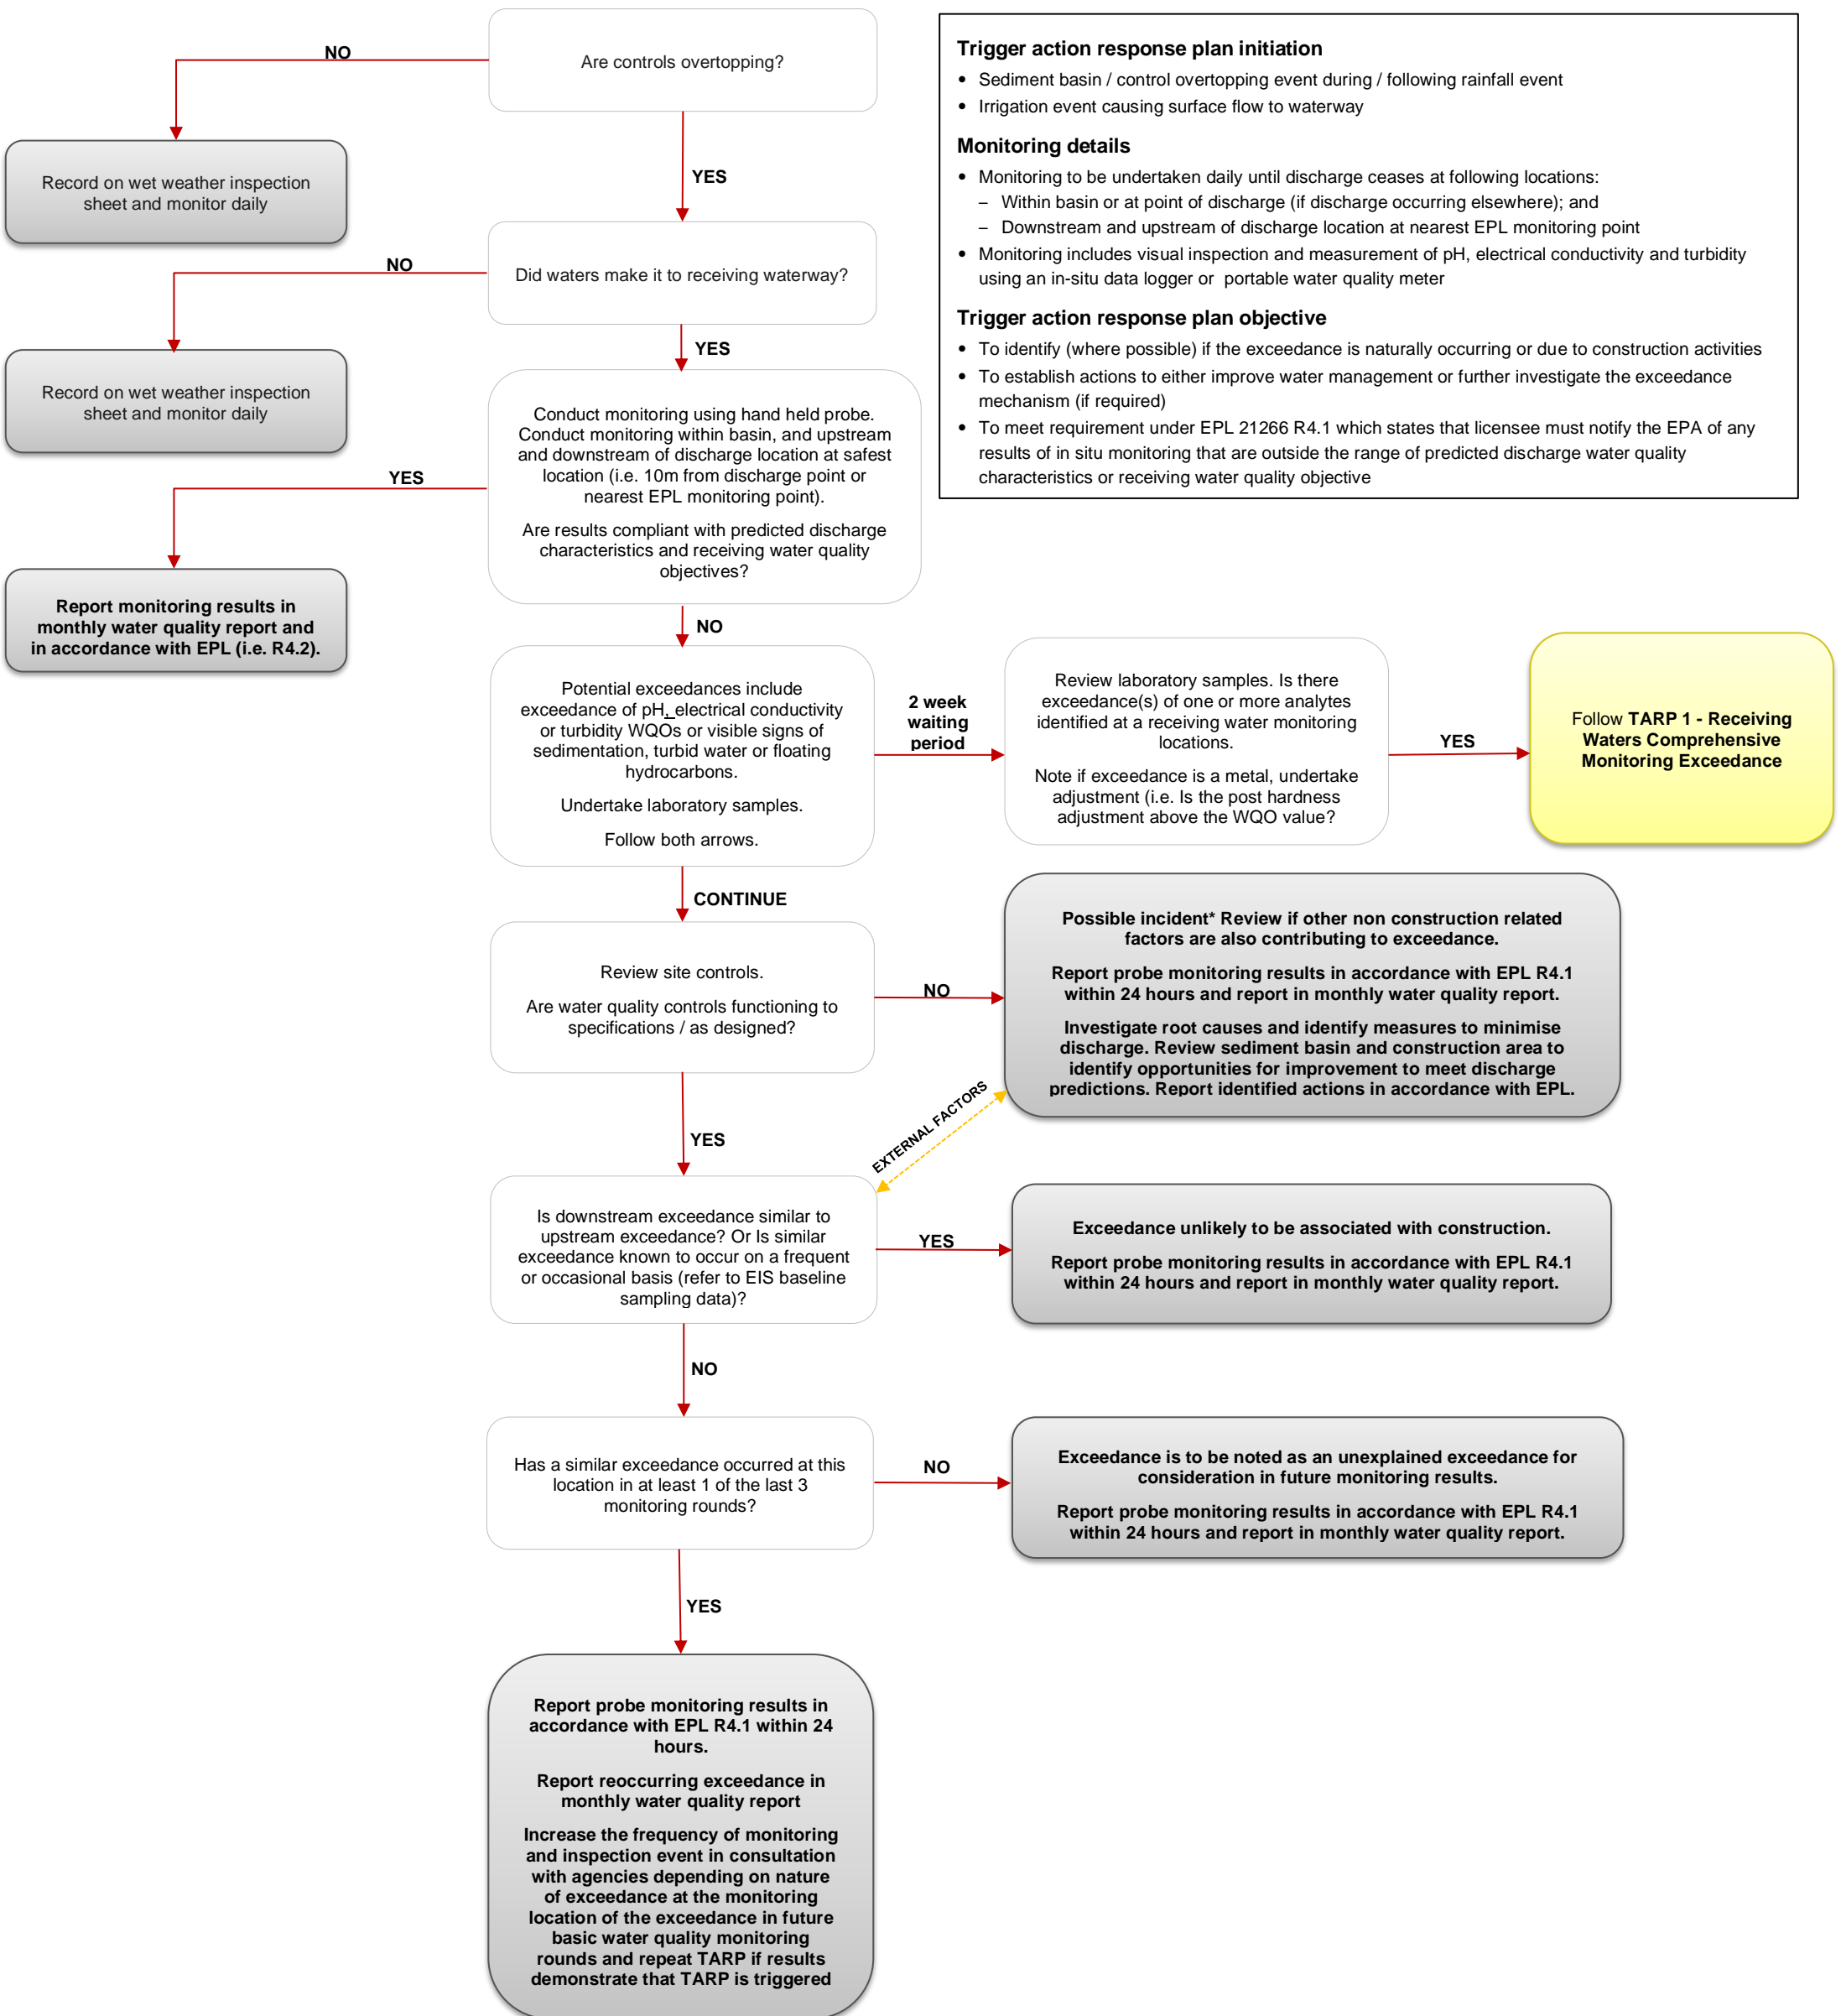 Are controls overtopping?
NO
Record on wet weather inspection
sheet and monitor daily
YES
Did waters make it to receiving waterway?
NO
Record on wet weather inspection
sheet and monitor daily
YES
Conduct monitoring using hand held probe.
Conduct monitoring within basin, and upstream
and downstream of discharge location at safest
location (i.e. 10m from discharge point or
nearest EPL monitoring point).
Are results compliant with predicted discharge
characteristics and receiving water quality
objectives?
YES
Report monitoring results in
monthly water quality report and
in accordance with EPL (i.e. R4.2).
NO
Trigger action response plan initiation
• Sediment basin / control overtopping event during / following rainfall event
• Irrigation event causing surface flow to waterway
Monitoring details
• Monitoring to be undertaken daily until discharge ceases at following locations:
– Within basin or at point of discharge (if discharge occurring elsewhere); and
– Downstream and upstream of discharge location at nearest EPL monitoring point
• Monitoring includes visual inspection and measurement of pH, electrical conductivity and turbidity
using an in-situ data logger or portable water quality meter
Trigger action response plan objective
• To identify (where possible) if the exceedance is naturally occurring or due to construction activities
• To establish actions to either improve water management or further investigate the exceedance
mechanism (if required)
• To meet requirement under EPL 21266 R4.1 which states that licensee must notify the EPA of any
results of in situ monitoring that are outside the range of predicted discharge water quality
characteristics or receiving water quality objective
Potential exceedances include
exceedance of pH, electrical conductivity
or turbidity WQOs or visible signs of
sedimentation, turbid water or floating
hydrocarbons.
Undertake laboratory samples.
Follow both arrows.
2 week
waiting
period
Review laboratory samples. Is there
exceedance(s) of one or more analytes
identified at a receiving water monitoring
locations.
Note if exceedance is a metal, undertake
adjustment (i.e. Is the post hardness
adjustment above the WQO value?
YES
Follow TARP 1 - Receiving
Waters Comprehensive
Monitoring Exceedance
CONTINUE
Review site controls.
Are water quality controls functioning to
specifications / as designed?
NO
Possible incident* Review if other non construction related
factors are also contributing to exceedance.
Report probe monitoring results in accordance with EPL R4.1
within 24 hours and report in monthly water quality report.
Investigate root causes and identify measures to minimise
discharge. Review sediment basin and construction area to
identify opportunities for improvement to meet discharge
predictions. Report identified actions in accordance with EPL.
YES
EXTERNAL FACTORS
Is downstream exceedance similar to
upstream exceedance? Or Is similar
exceedance known to occur on a frequent
or occasional basis (refer to EIS baseline
sampling data)?
YES
Exceedance unlikely to be associated with construction.
Report probe monitoring results in accordance with EPL R4.1
within 24 hours and report in monthly water quality report.
NO
Has a similar exceedance occurred at this
location in at least 1 of the last 3
monitoring rounds?
NO
Exceedance is to be noted as an unexplained exceedance for
consideration in future monitoring results.
Report probe monitoring results in accordance with EPL R4.1
within 24 hours and report in monthly water quality report.
YES
Report probe monitoring results in
accordance with EPL R4.1 within 24
hours.
Report reoccurring exceedance in
monthly water quality report
Increase the frequency of monitoring
and inspection event in consultation
with agencies depending on nature
of exceedance at the monitoring
location of the exceedance in future
basic water quality monitoring
rounds and repeat TARP if results
demonstrate that TARP is triggered